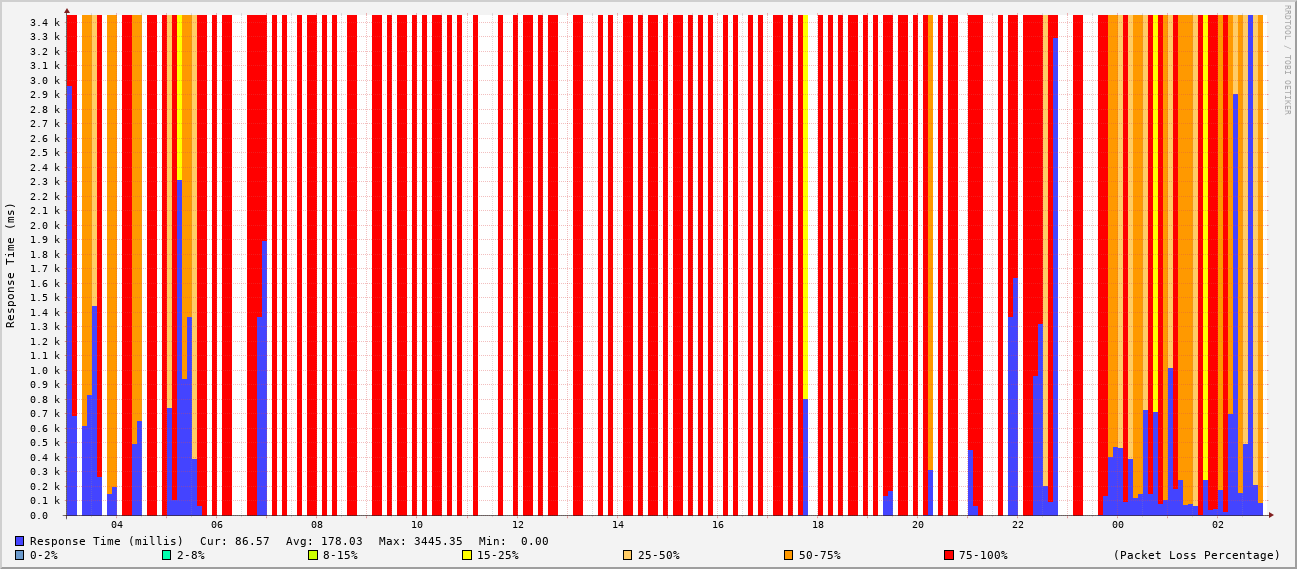 3.4 k
3.3 k
3.2 k
3.1 k
3.0 k
2.9 k
2.8 k
2.7 k
2.6 k
2.5 k
2.4 k
2.3 k
2.2 k
2.1 k
2.0 k
1.9 k
1.8 k
1.7 k
1.6 k
1.5 k
1.4 k
1.3 k
1.2 k
1.1 k
1.0 k
0.9 k
0.8 k
0.7 k
0.6 k
0.5 k
0.4 k
0.3 k
0.2 k
0.1 k
0.0
Response Time (ms)
RRDTOOL / TOBI OETIKER
04 06 08 10 12 14 16 18 20 22 00 02
Response Time (millis) Cur: 86.57 Avg: 178.03 Max: 3445.35 Min: 0.00
0-2% 2-8% 8-15% 15-25% 25-50% 50-75% 75-100% (Packet Loss Percentage)